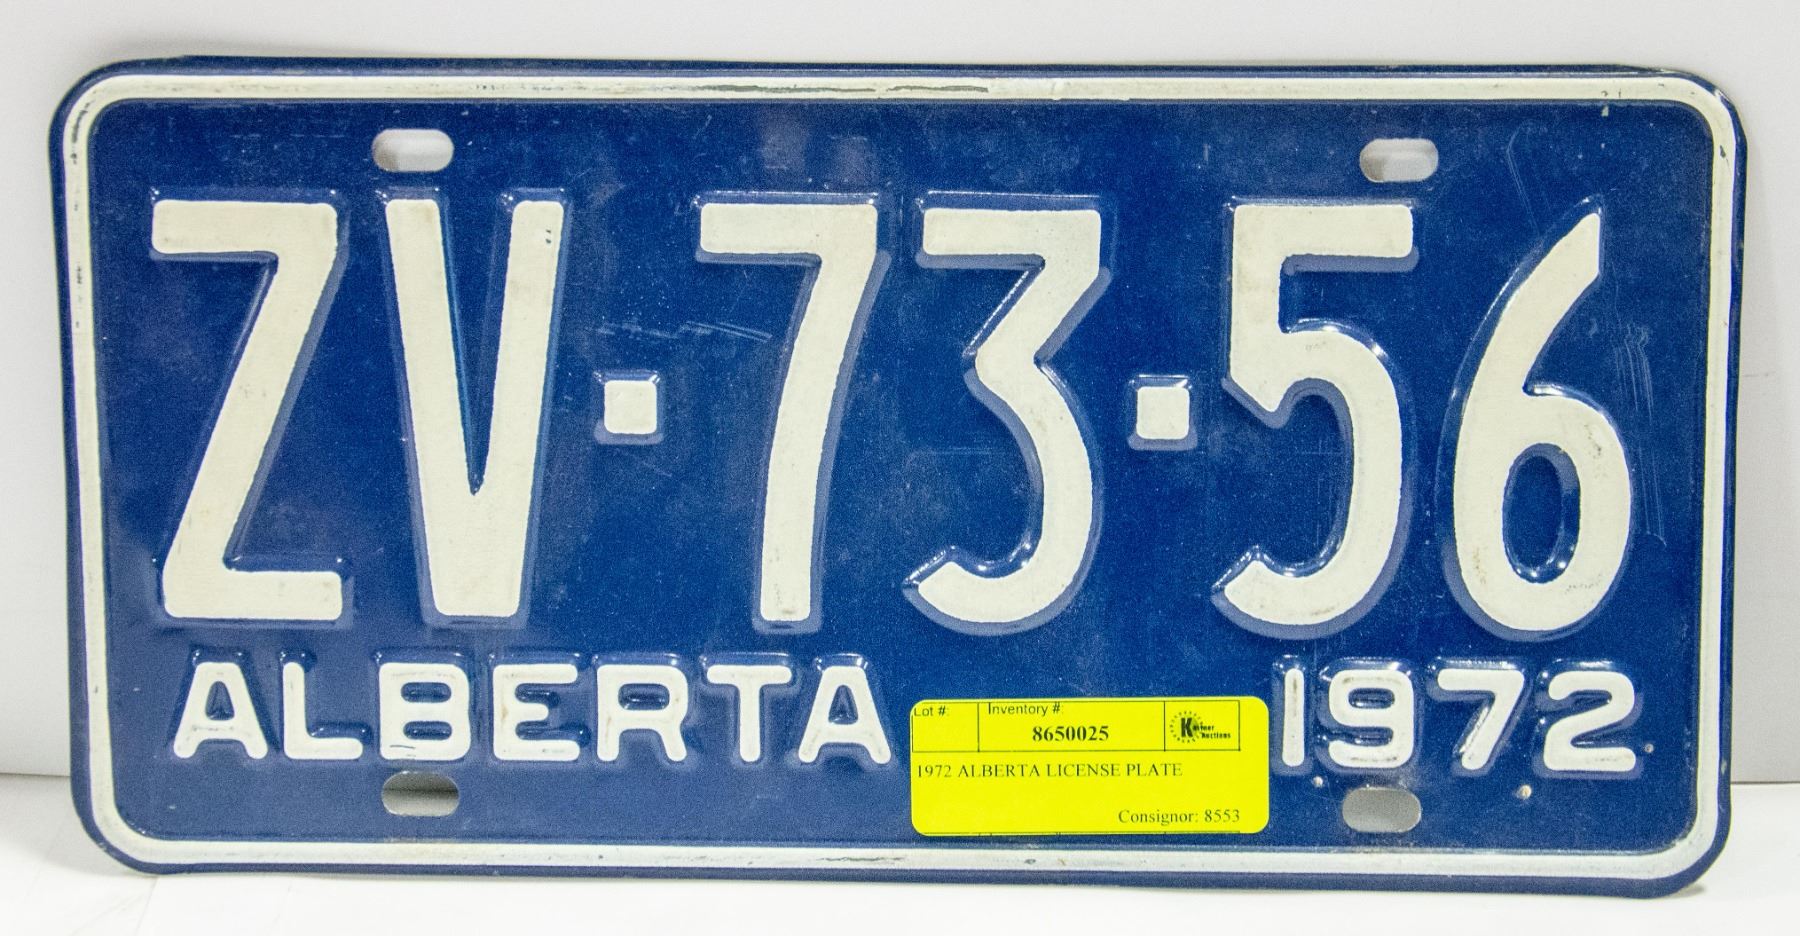 ZV·73·56
ALBERTA 1972
Lot #: Inventory #:
8650025
1972 ALBERTA LICENSE PLATE
Consignor: 8553